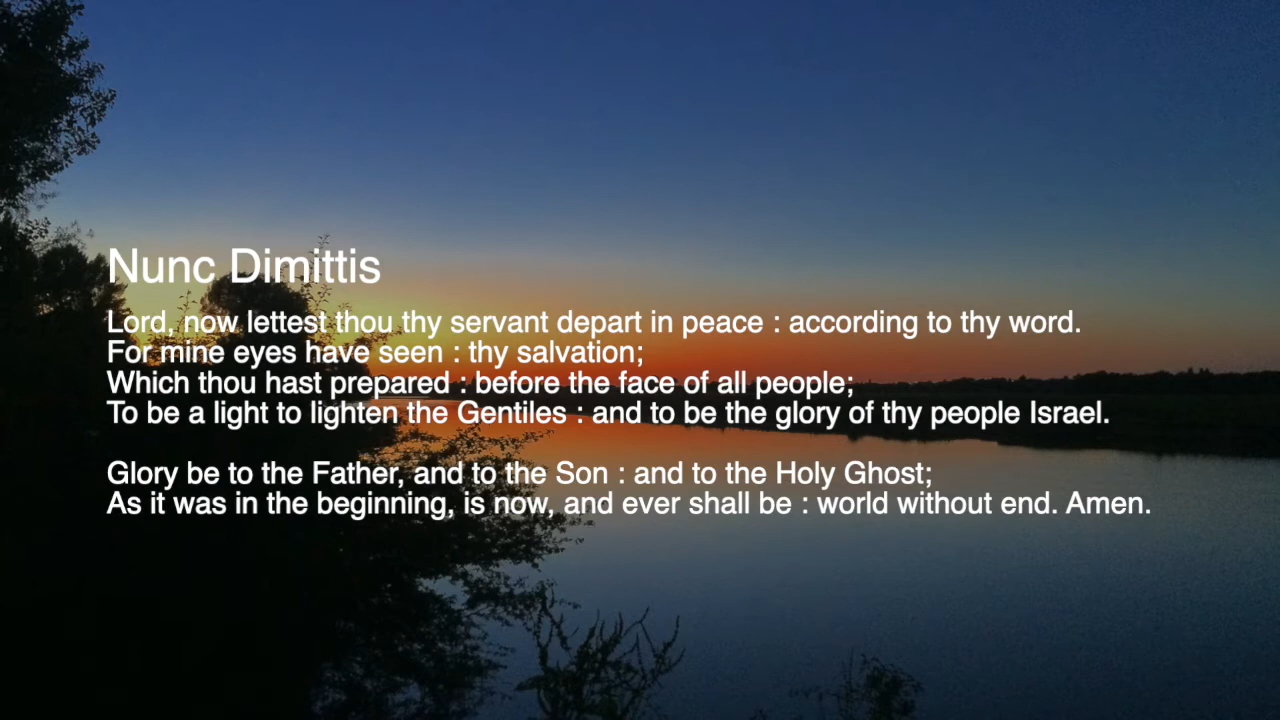 Nunc Dimittis
Lord, now lettest thou thy servant depart in peace : according to thy word.
For mine eyes have seen : thy salvation;
Which thou hast prepared : before the face of all people;
To be a light to lighten the Gentiles : and to be the glory of thy people Israel.
Glory be to the Father, and to the Son : and to the Holy Ghost;
As it was in the beginning, is now, and ever shall be : world without end. Amen.